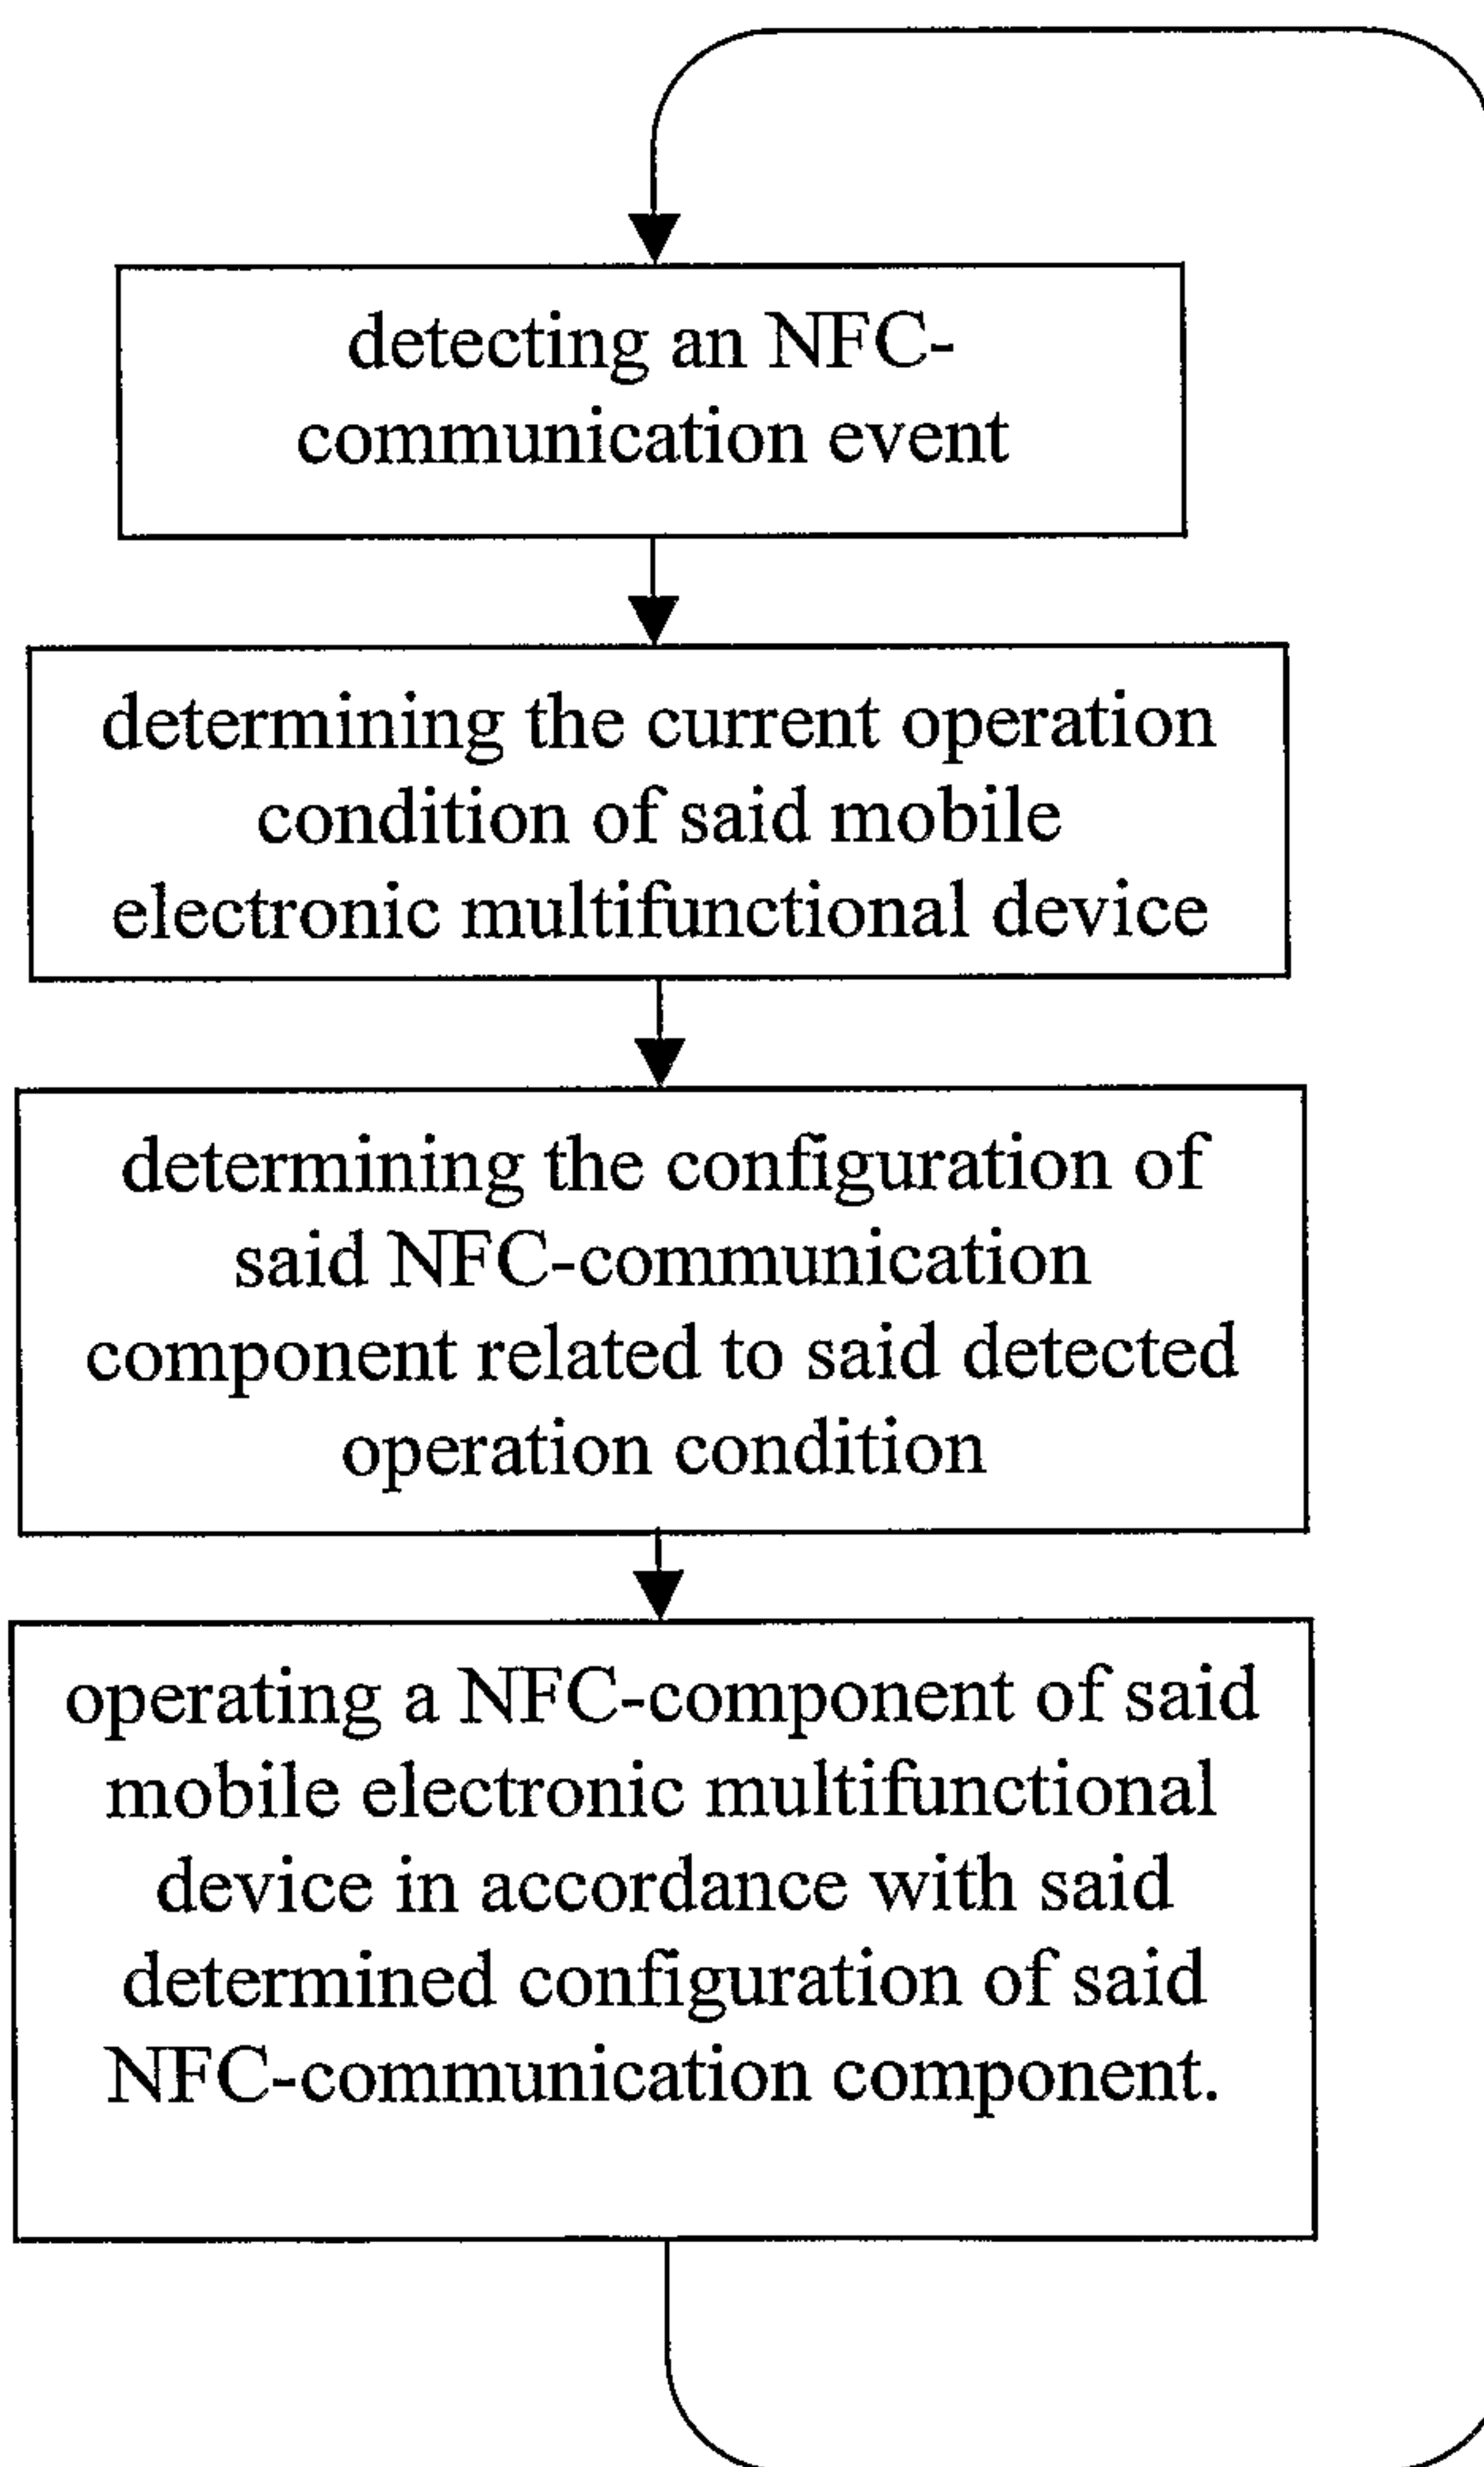 detecting an NFC-
communication event
determining the current operation
condition of said mobile
electronic multifunctional device
determining the configuration of
said NFC-communication
component related to said detected
operation condition
operating a NFC-component of said
mobile electronic multifunctional
device in accordance with said
determined configuration of said
NFC-communication component.